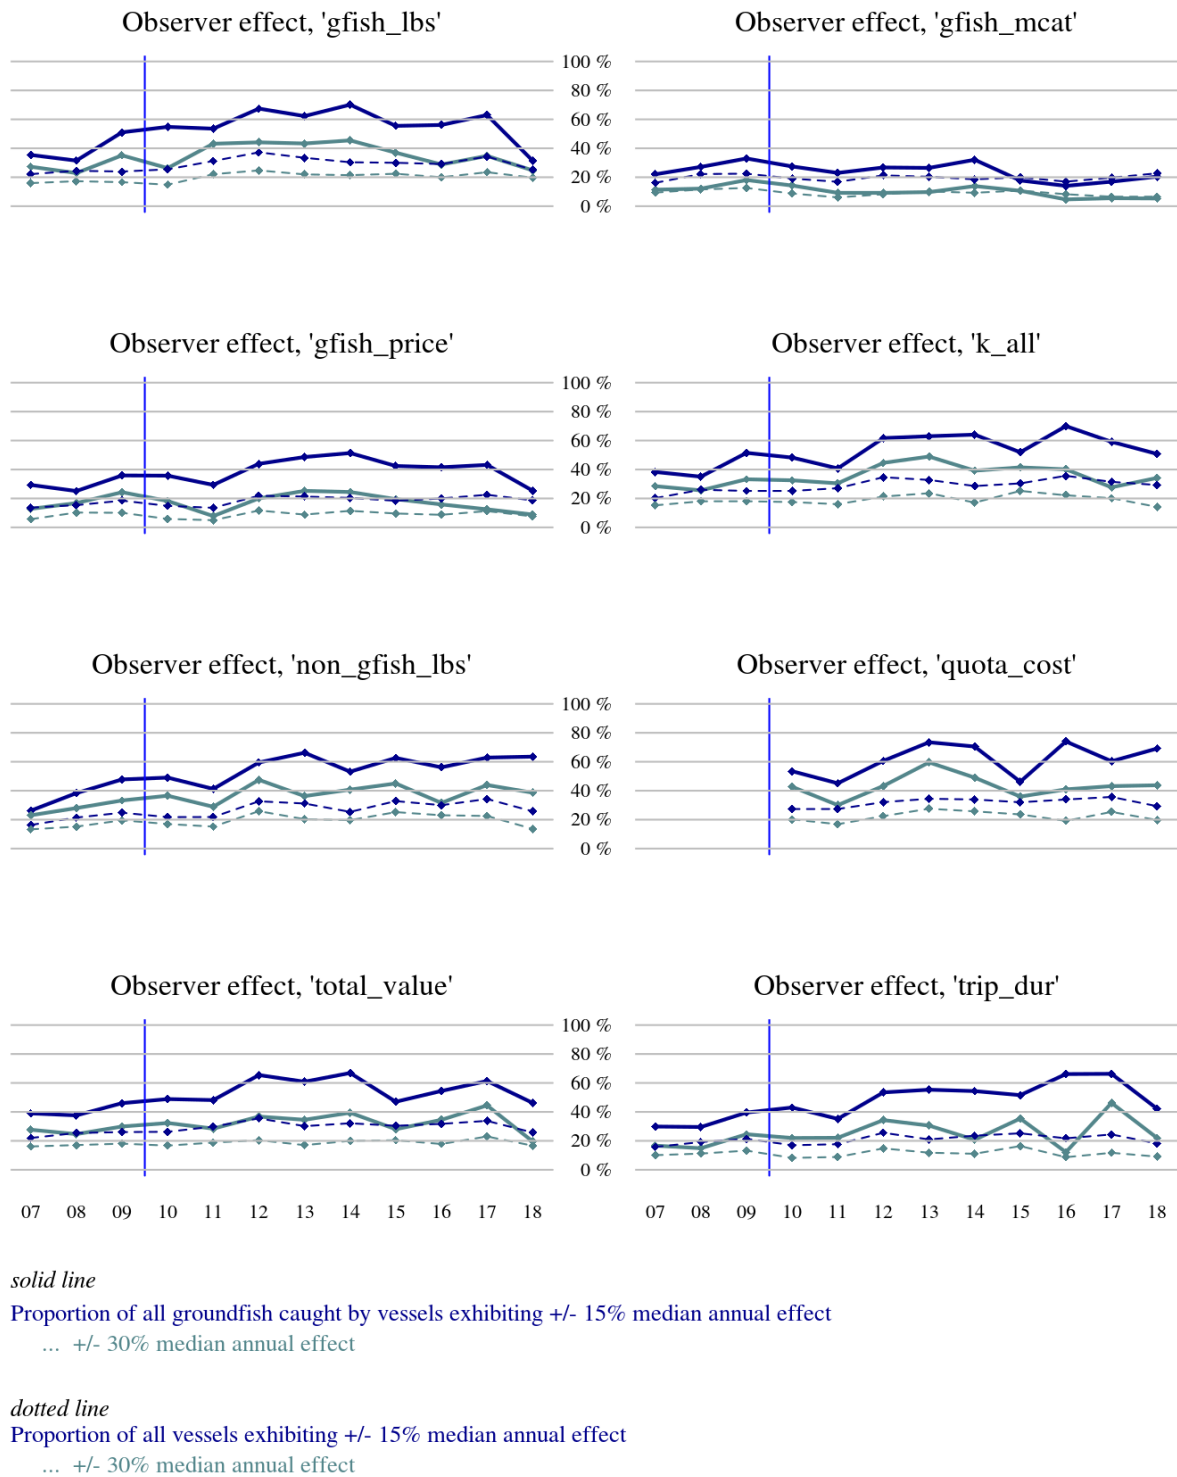 Observer effect, 'gfish_lbs'
Observer effect, 'gfish_mcat'
100 %
80 %
60 %
40 %
20 %
0 %
Observer effect, 'gfish_price'
Observer effect, 'k_all'
100 %
80 %
60 %
40 %
20 %
0 %
Observer effect, 'non_gfish_lbs'
Observer effect, 'quota_cost'
100 %
80 %
60 %
40 %
20 %
0 %
Observer effect, 'total_value'
Observer effect, 'trip_dur'
100 %
80 %
60 %
40 %
20 %
0 %
07 08 09 10 11 12 13 14 15 16 17 18
07 08 09 10 11 12 13 14 15 16 17 18
solid line
Proportion of all groundfish caught by vessels exhibiting +/- 15% median annual effect
... +/- 30% median annual effect
dotted line
Proportion of all vessels exhibiting +/- 15% median annual effect
... +/- 30% median annual effect